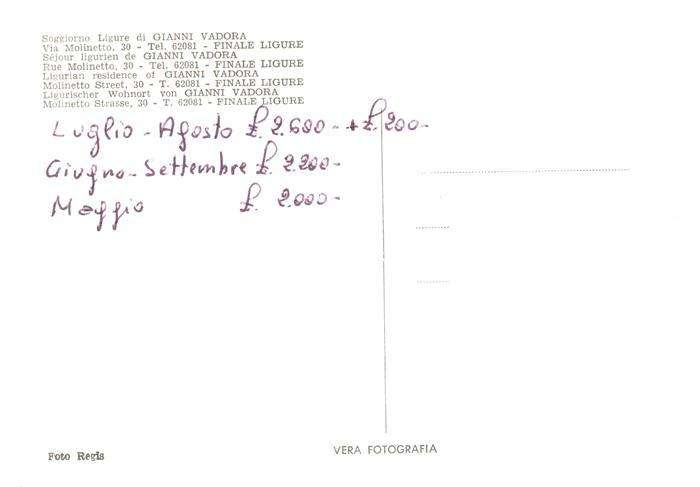 Soggiorno Ligure di GIANNI VADORA
Via Molinetto, 30 - Tel. 62081 - FINALE LIGURE
Séjour ligurien de GIANNI VADORA
Rue Molinetto, 30 - Tel. 62081 - FINALE LIGURE
Ligurian residence of GIANNI VADORA
Molinetto Street, 30 - T. 62081 - FINALE LIGURE
Ligurischer Wohnort von GIANNI VADORA
Molinetto Strasse, 30 - T. 62081 - FINALE LIGURE
Luglio - Agosto £. 2.600 - + £. 200 -
Giugno - Settembre £. 2.200 -
Maggio £. 2.000 -
Foto Regis
VERA FOTOGRAFIA